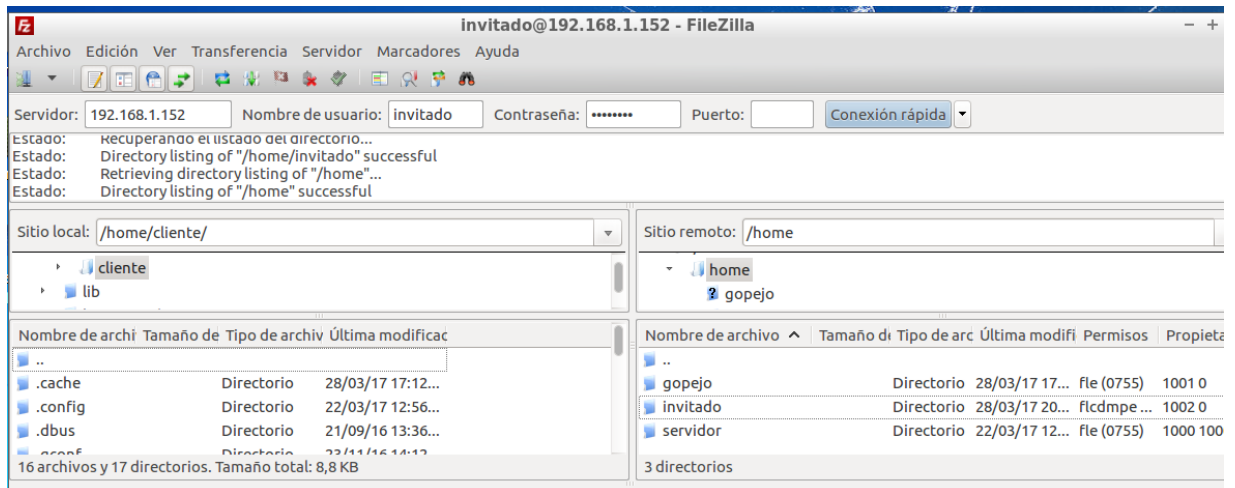 invitado@192.168.1.152 - FileZilla
Archivo Edición Ver Transferencia Servidor Marcadores Ayuda
Servidor: 192.168.1.152 Nombre de usuario: invitado Contraseña: •••••••• Puerto: Conexión rápida
Estado: Recuperando el listado del directorio...
Estado: Directory listing of "/home/invitado" successful
Estado: Retrieving directory listing of "/home"...
Estado: Directory listing of "/home" successful
Sitio local: /home/cliente/
cliente
lib
Sitio remoto: /home
home
gopejo
Nombre de archi Tamaño de Tipo de archiv Última modificac
..
.cache Directorio 28/03/17 17:12...
.config Directorio 22/03/17 12:56...
.dbus Directorio 21/09/16 13:36...
.gconf Directorio 23/11/16 14:12
16 archivos y 17 directorios. Tamaño total: 8,8 KB
Nombre de archivo Tamaño de Tipo de arc Última modifi Permisos Propieta
..
gopejo Directorio 28/03/17 17... fle (0755) 1001 0
invitado Directorio 28/03/17 20... flcdmpe ... 1002 0
servidor Directorio 22/03/17 12... fle (0755) 1000 100
3 directorios